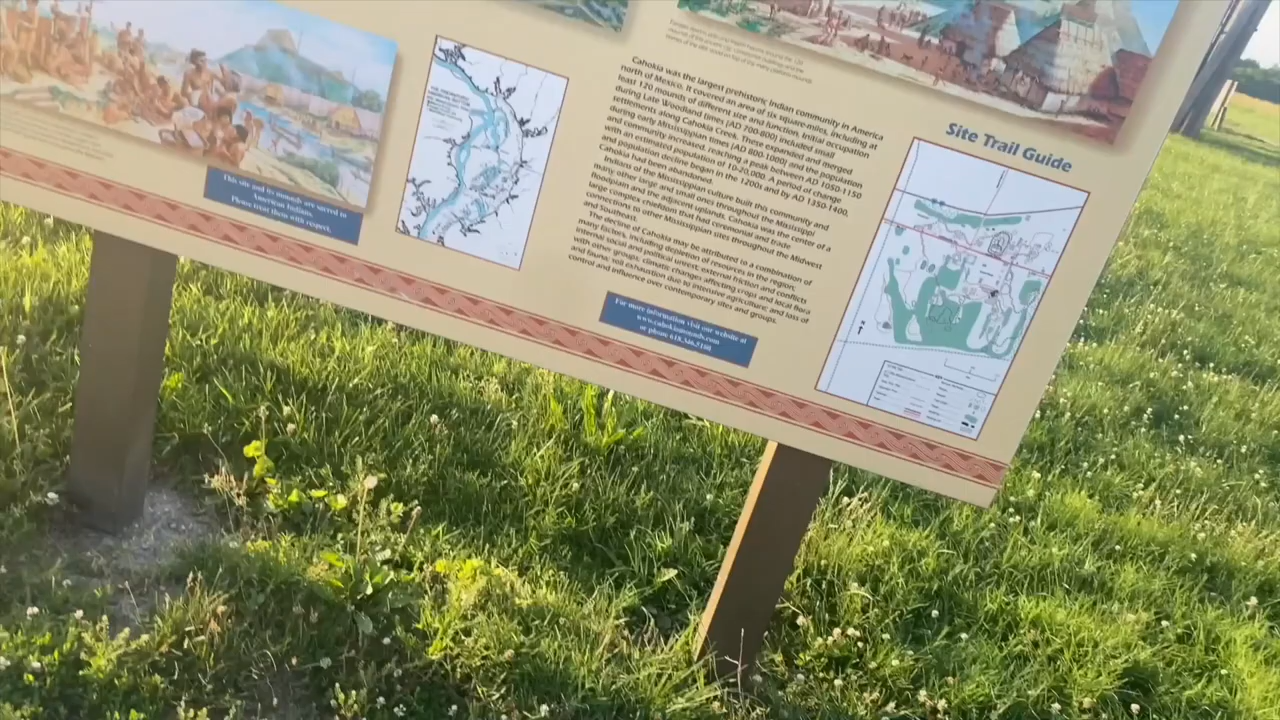 Cahokia was the largest prehistoric Indian community in America
north of Mexico. It covered an area of six square miles, including at
least 120 mounds of different size and function. Initial occupation
during Late Woodland times (AD 700-800) included small
settlements along Cahokia Creek. These expanded and merged
during early Mississippian times (AD 800-1000) and the population
and community increased, reaching a peak between AD 1050-1150
with an estimated population of 10-20,000. A period of change
and population decline began in the 1200s and by AD 1350-1400,
Cahokia had been abandoned.
Indians of the Mississippian culture built this community and
many other large and small ones throughout the Mississippi
floodplain and the adjacent uplands. Cahokia was the center of a
large complex chiefdom that had ceremonial and trade
connections to other Mississippian sites throughout the Midwest
and Southeast.
The decline of Cahokia may be attributed to a combination of
many factors, including depletion of resources in the region;
internal social and political unrest; external friction and conflicts
with other groups; climatic changes affecting crops and local flora
and fauna; soil exhaustion due to intensive agriculture; and loss of
control and influence over contemporary sites and groups.
Site Trail Guide
This site and its mounds are sacred to
American Indians.
Please treat them with respect.
For more information visit our website at
www.cahokiamounds.com
or phone 618.346.5160
N